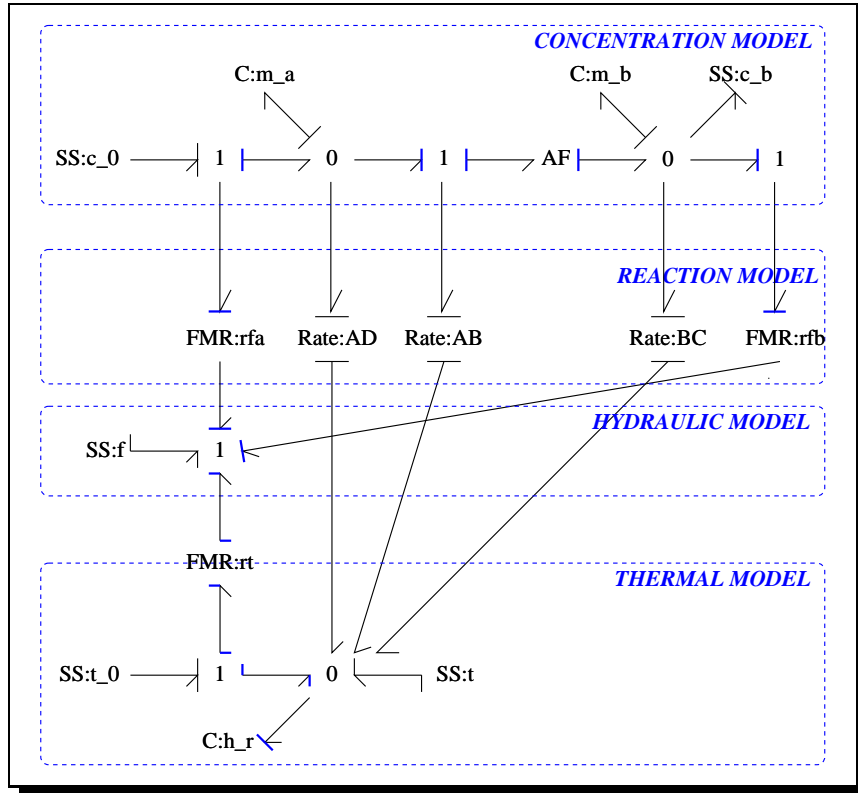 CONCENTRATION MODEL
C:m_a C:m_b SS:c_b
SS:c_0 1 0 1 AF 0 1
REACTION MODEL
FMR:rfa Rate:AD Rate:AB Rate:BC FMR:rfb
HYDRAULIC MODEL
SS:f 1
FMR:rt
THERMAL MODEL
SS:t_0 1 0 SS:t
C:h_r